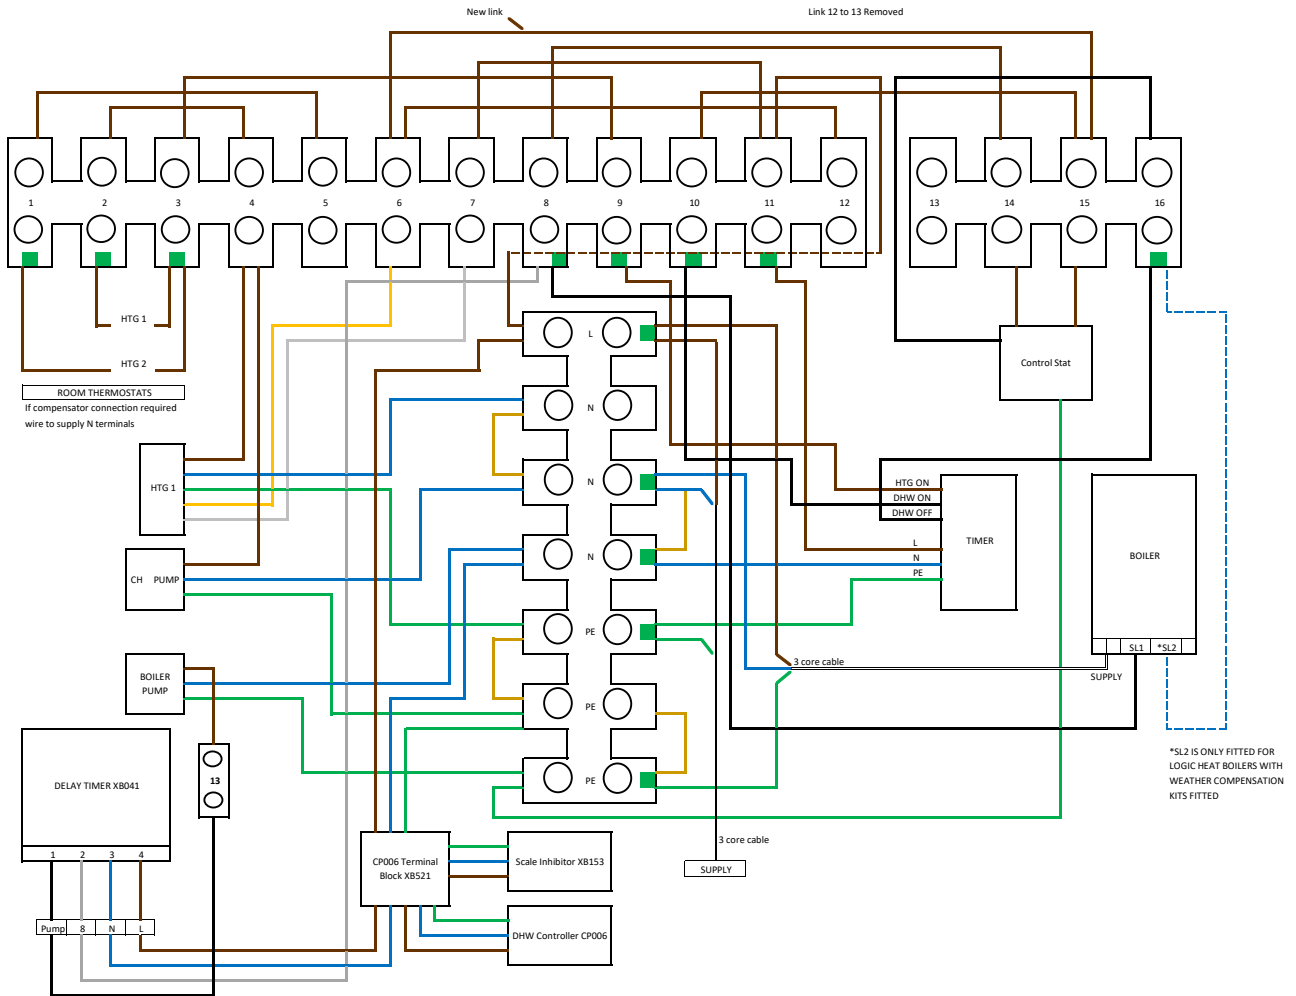 New link
Link 12 to 13 Removed
1 2 3 4 5 6 7 8 9 10 11 12 13 14 15 16
HTG 1
HTG 2
ROOM THERMOSTATS
If compensator connection required
wire to supply N terminals
L
N
N
N
PE
PE
PE
Control Stat
HTG 1
CH PUMP
BOILER
PUMP
HTG ON
DHW ON
DHW OFF
L
N
PE
TIMER
BOILER
SL1 *SL2
SUPPLY
3 core cable
*SL2 IS ONLY FITTED FOR
LOGIC HEAT BOILERS WITH
WEATHER COMPENSATION
KITS FITTED
DELAY TIMER XB041
1 2 3 4
13
Pump 8 N L
CP006 Terminal
Block XB521
Scale Inhibitor XB153
DHW Controller CP006
3 core cable
SUPPLY